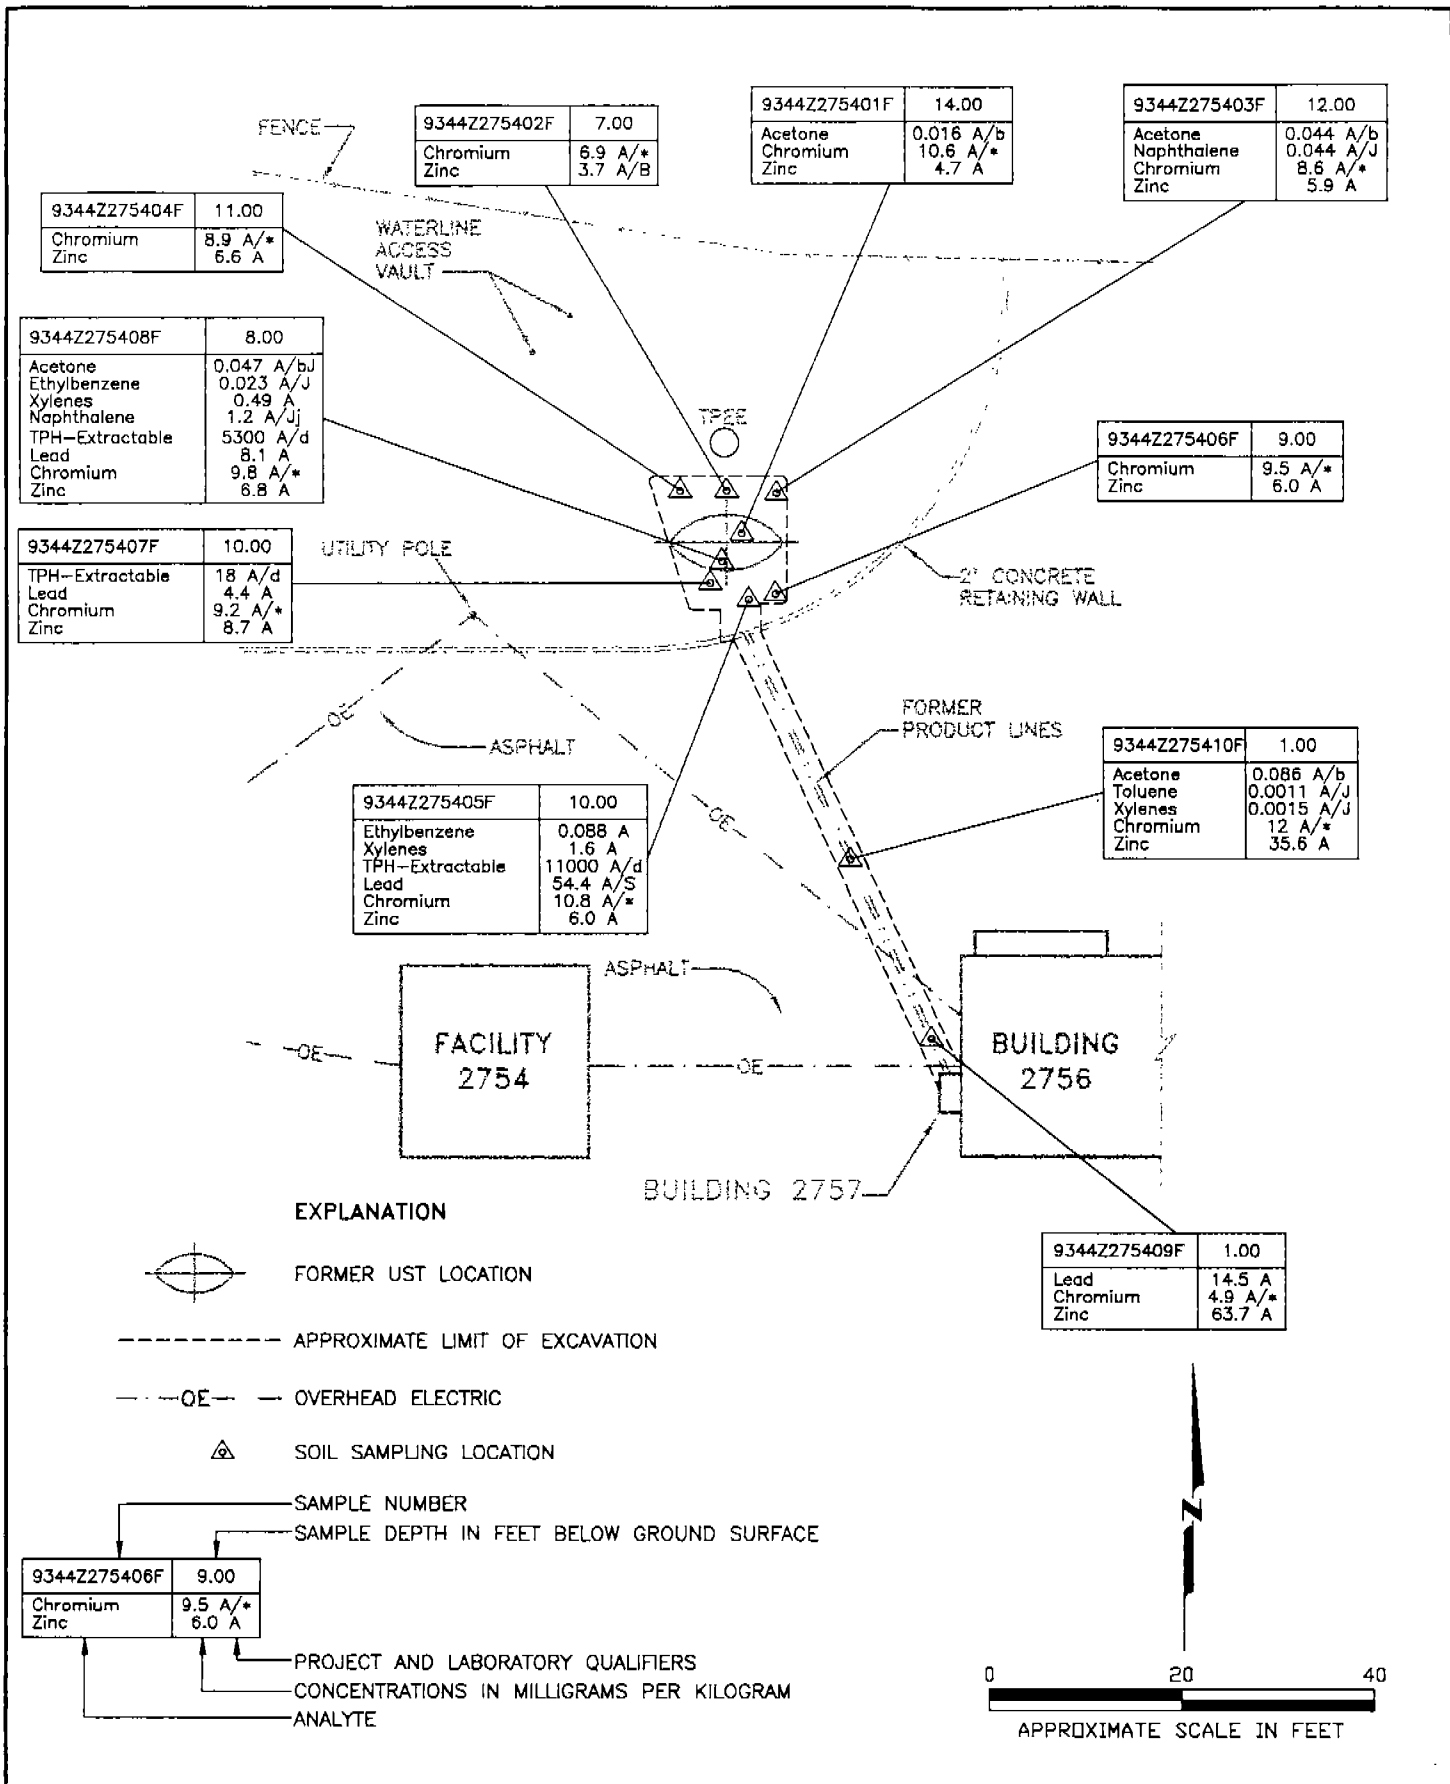 9344Z275402F 7.00
Chromium 6.9 A/*
Zinc 3.7 A/B
9344Z275401F 14.00
Acetone 0.016 A/b
Chromium 10.6 A/*
Zinc 4.7 A
9344Z275403F 12.00
Acetone 0.044 A/b
Naphthalene 0.044 A/J
Chromium 8.6 A/*
Zinc 5.9 A
FENCE
9344Z275404F 11.00
Chromium 8.9 A/*
Zinc 6.6 A
WATERLINE
ACCESS
VAULT
9344Z275408F 8.00
Acetone 0.047 A/bJ
Ethylbenzene 0.023 A/J
Xylenes 0.49 A
Naphthalene 1.2 A/Jj
TPH-Extractable 5300 A/d
Lead 8.1 A
Chromium 9.8 A/*
Zinc 6.8 A
TREE
9344Z275406F 9.00
Chromium 9.5 A/*
Zinc 6.0 A
9344Z275407F 10.00
TPH-Extractable 18 A/d
Lead 4.4 A
Chromium 9.2 A/*
Zinc 8.7 A
UTILITY POLE
2' CONCRETE
RETAINING WALL
OE
ASPHALT
FORMER
PRODUCT LINES
9344Z275410F 1.00
Acetone 0.086 A/b
Toluene 0.0011 A/J
Xylenes 0.0015 A/J
Chromium 12 A/*
Zinc 35.6 A
9344Z275405F 10.00
Ethylbenzene 0.088 A
Xylenes 1.6 A
TPH-Extractable 11000 A/d
Lead 54.4 A/S
Chromium 10.8 A/*
Zinc 6.0 A
OE
ASPHALT
OE
FACILITY
2754
OE
BUILDING
2756
BUILDING 2757
9344Z275409F 1.00
Lead 14.5 A
Chromium 4.9 A/*
Zinc 63.7 A
EXPLANATION
FORMER UST LOCATION
APPROXIMATE LIMIT OF EXCAVATION
OE OVERHEAD ELECTRIC
SOIL SAMPLING LOCATION
SAMPLE NUMBER
SAMPLE DEPTH IN FEET BELOW GROUND SURFACE
9344Z275406F 9.00
Chromium 9.5 A/*
Zinc 6.0 A
PROJECT AND LABORATORY QUALIFIERS
CONCENTRATIONS IN MILLIGRAMS PER KILOGRAM
ANALYTE
N
0 20 40
APPROXIMATE SCALE IN FEET